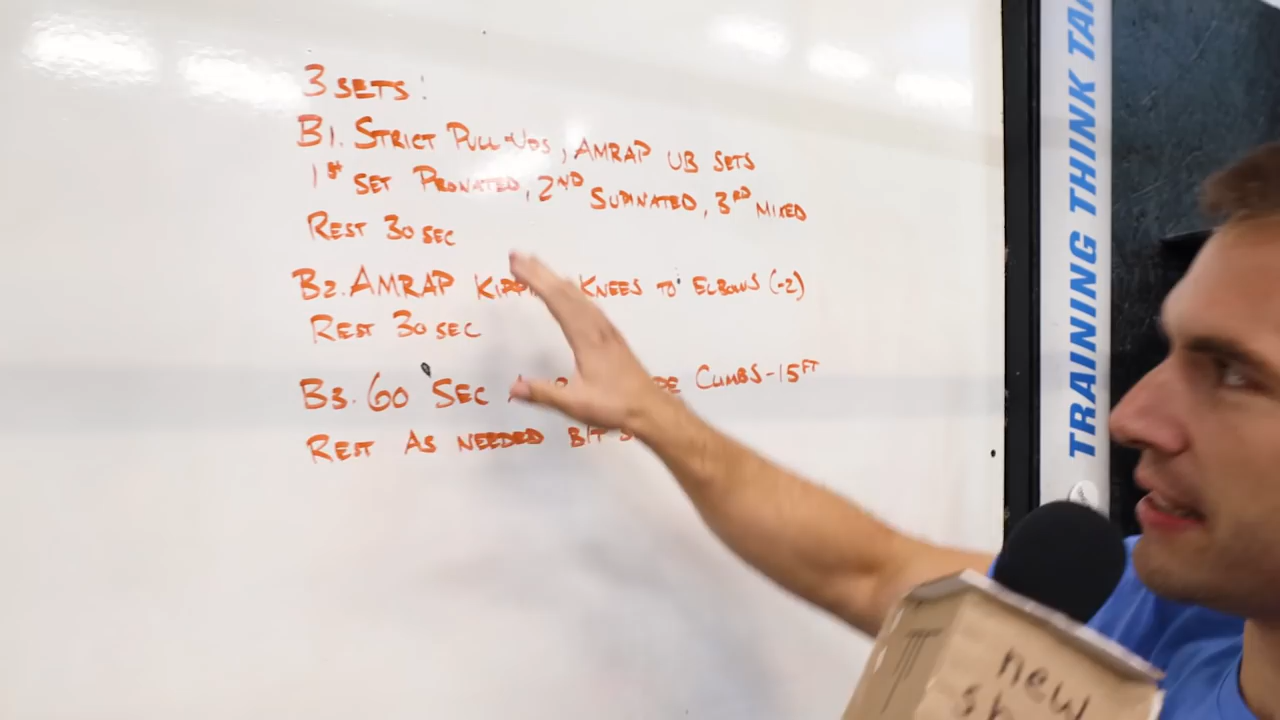 3 SETS:
B1. STRICT PULL-UPS, AMRAP UB SETS
1st SET PRONATED, 2ND SUPINATED, 3RD MIXED
REST 30 SEC
B2. AMRAP KIPPING KNEES TO ELBOWS (-2)
REST 30 SEC
B3. 60 SEC CLIMBS-15FT
REST AS NEEDED B/T
TRAINING THINK TA
new